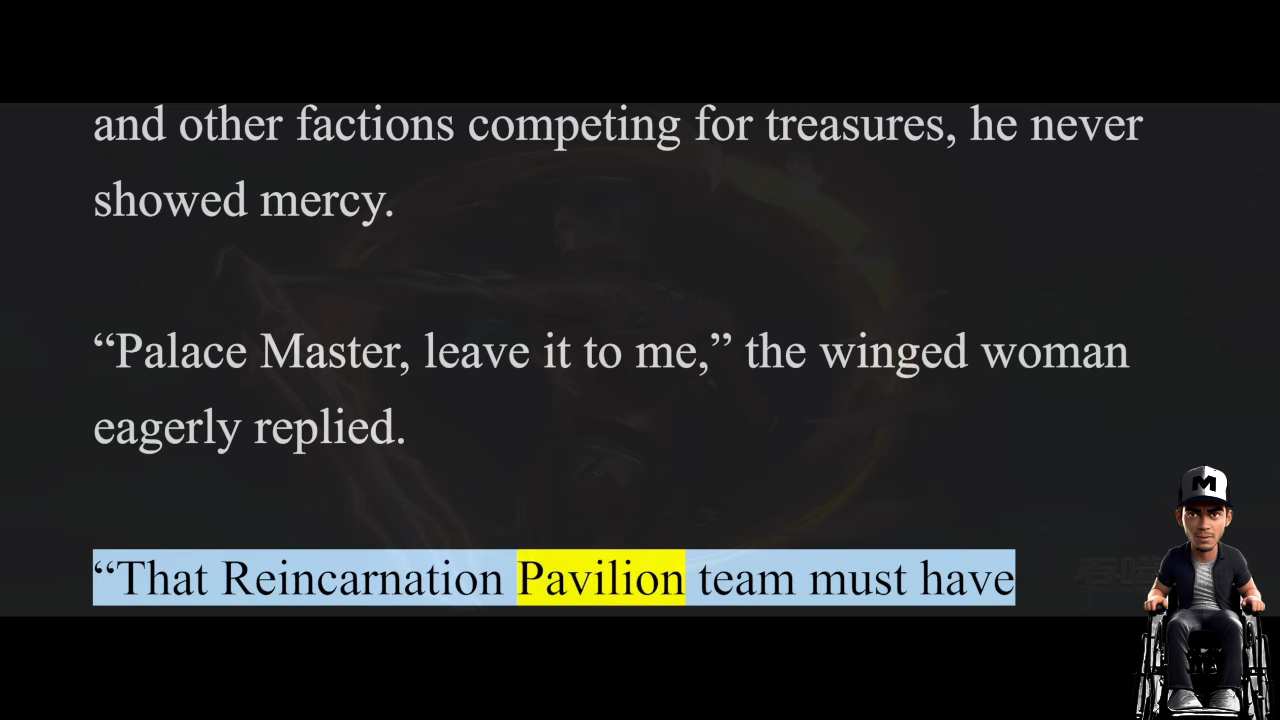 and other factions competing for treasures, he never
showed mercy.
“Palace Master, leave it to me,” the winged woman
eagerly replied.
“That Reincarnation Pavilion team must have
M